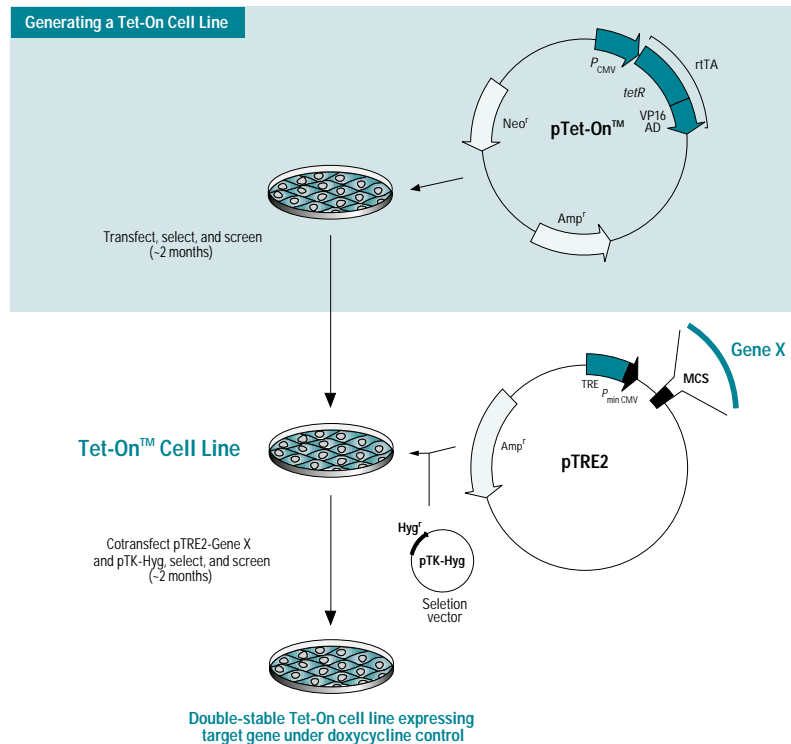 Generating a Tet-On Cell Line
P CMV
rtTA
tetR
VP16
AD
Neoʳ
pTet-On™
Ampʳ
Transfect, select, and screen
(~2 months)
Gene X
MCS
TRE
P min CMV
Ampʳ
pTRE2
Tet-On™ Cell Line
Hygʳ
pTK-Hyg
Seletion
vector
Cotransfect pTRE2-Gene X
and pTK-Hyg, select, and screen
(~2 months)
Double-stable Tet-On cell line expressing
target gene under doxycycline control